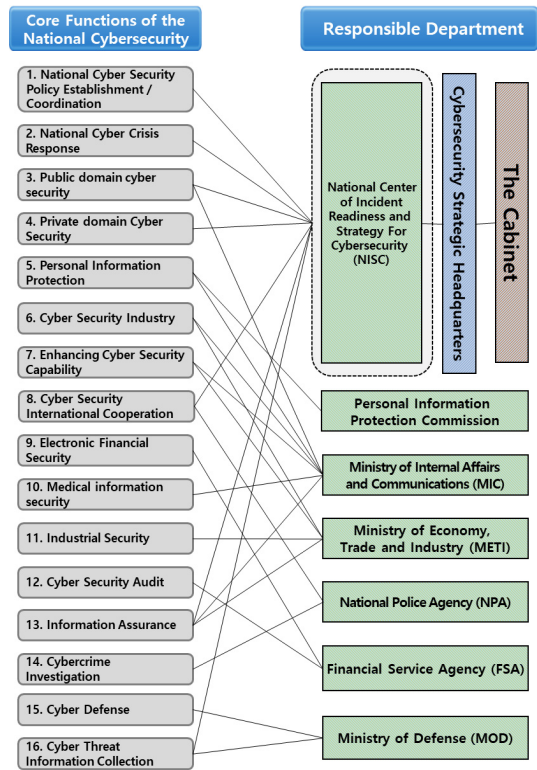 Core Functions of the
National Cybersecurity
Responsible Department
1. National Cyber Security
Policy Establishment /
Coordination
2. National Cyber Crisis
Response
3. Public domain cyber
security
4. Private domain Cyber
Security
5. Personal Information
Protection
6. Cyber Security Industry
7. Enhancing Cyber Security
Capability
8. Cyber Security
International Cooperation
9. Electronic Financial
Security
10. Medical information
security
11. Industrial Security
12. Cyber Security Audit
13. Information Assurance
14. Cybercrime
Investigation
15. Cyber Defense
16. Cyber Threat
Information Collection
National Center
of Incident
Readiness and
Strategy For
Cybersecurity
(NISC)
Cybersecurity Strategic Headquarters
The Cabinet
Personal Information
Protection Commission
Ministry of Internal Affairs
and Communications (MIC)
Ministry of Economy,
Trade and Industry (METI)
National Police Agency (NPA)
Financial Service Agency (FSA)
Ministry of Defense (MOD)